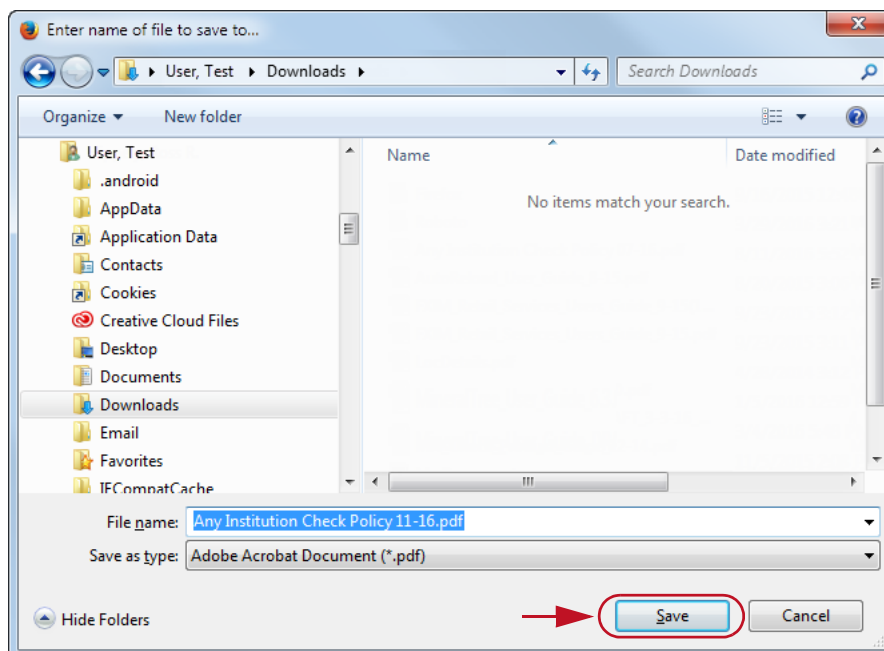 Enter name of file to save to...
User, Test Downloads
Search Downloads
Organize New folder
User, Test
.android
AppData
Application Data
Contacts
Cookies
Creative Cloud Files
Desktop
Documents
Downloads
Email
Favorites
IECompatCache
Name Date modified
No items match your search.
File name: Any Institution Check Policy 11-16.pdf
Save as type: Adobe Acrobat Document (*.pdf)
Hide Folders Save Cancel